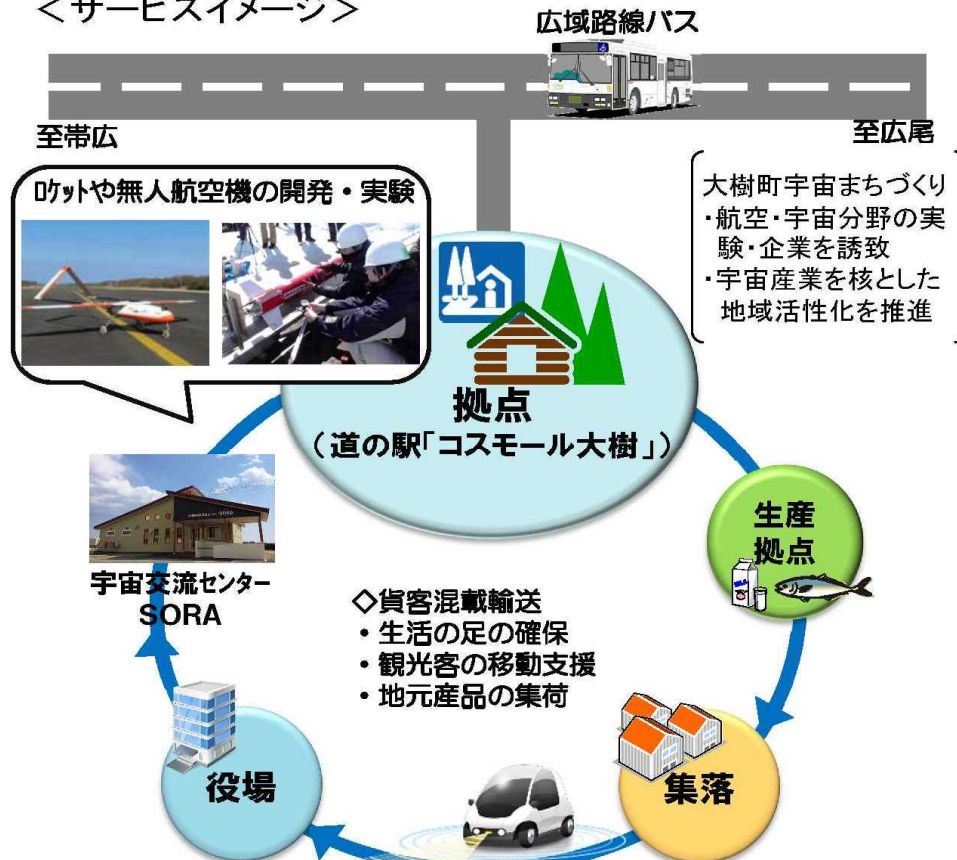 ＜サービスイメージ＞
広域路線バス
至帯広
至広尾
ロケットや無人航空機の開発・実験
大樹町宇宙まちづくり
・航空・宇宙分野の実
験・企業を誘致
・宇宙産業を核とした
地域活性化を推進
拠点
（道の駅「コスモール大樹」）
生産
拠点
SORA
宇宙交流センター
SORA
◇貨客混載輸送
・生活の足の確保
・観光客の移動支援
・地元産品の集荷
役場
集落